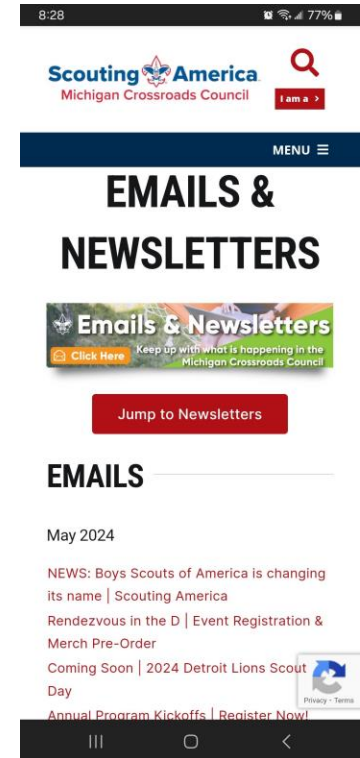 8:28
77%
Scouting America
Michigan Crossroads Council
I am a >
MENU
EMAILS &
NEWSLETTERS
Emails & Newsletters
Click Here
Keep up with what is happening in the
Michigan Crossroads Council
Jump to Newsletters
EMAILS
May 2024
NEWS: Boys Scouts of America is changing
its name | Scouting America
Rendezvous in the D | Event Registration &
Merch Pre-Order
Coming Soon | 2024 Detroit Lions Scout
Day
Privacy - Terms
Annual Program Kickoffs | Register Now!